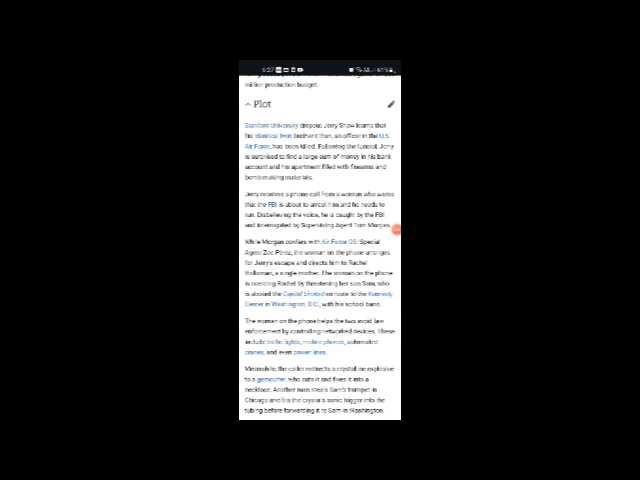 million production budget.
Plot
Stanford University dropout Jerry Shaw learns that
his identical twin brother Ethan, an officer in the U.S.
Air Force, has been killed. Following the funeral, Jerry
is surprised to find a large sum of money in his bank
account and his apartment filled with firearms and
bomb-making materials.
Jerry receives a phone call from a woman who warns
that the FBI is about to arrest him and he needs to
run. Disbelieving the voice, he is caught by the FBI
and interrogated by Supervising Agent Tom Morgan.
While Morgan confers with Air Force OSI Special
Agent Zoë Pérez, the woman on the phone arranges
for Jerry's escape and directs him to Rachel
Holloman, a single mother. The woman on the phone
is coercing Rachel by threatening her son Sam, who
is aboard the Capitol Limited en route to the Kennedy
Center in Washington, D.C., with his school band.
The woman on the phone helps the two avoid law
enforcement by controlling networked devices. These
include traffic lights, mobile phones, automated
cranes, and even power lines.
Meanwhile, the caller redirects a crystalline explosive
to a gemcutter, who cuts it and fixes it into a
necklace. Another man steals Sam's trumpet in
Chicago and fits the crystal's sonic trigger into the
tubing before forwarding it to Sam in Washington.